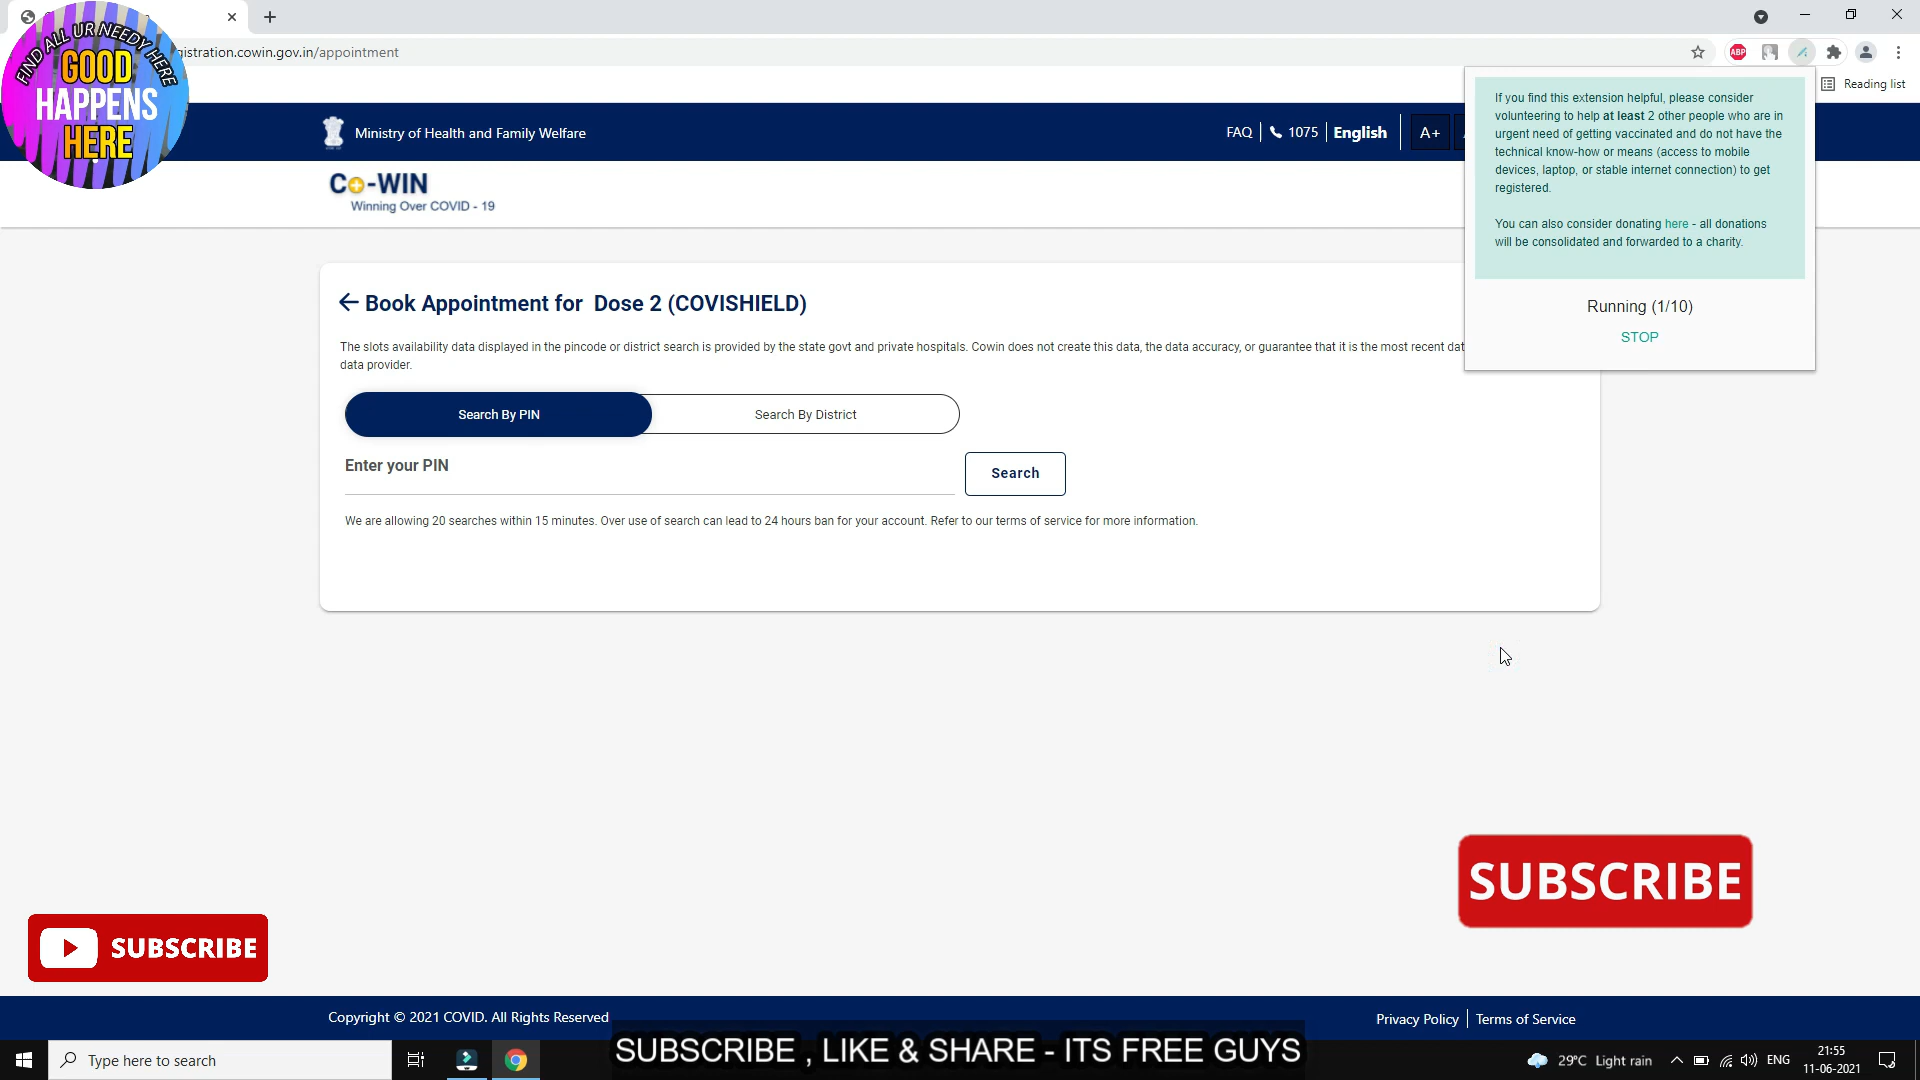 FIND ALL UR NEEDY HERE
GOOD
HAPPENS
HERE
gistration.cowin.gov.in/appointment
ABP
Reading list
Ministry of Health and Family Welfare
FAQ
1075
English
A+
Co-WIN
Winning Over COVID - 19
If you find this extension helpful, please consider
volunteering to help at least 2 other people who are in
urgent need of getting vaccinated and do not have the
technical know-how or means (access to mobile
devices, laptop, or stable internet connection) to get
registered.
You can also consider donating here - all donations
will be consolidated and forwarded to a charity.
Running (1/10)
STOP
Book Appointment for Dose 2 (COVISHIELD)
The slots availability data displayed in the pincode or district search is provided by the state govt and private hospitals. Cowin does not create this data, the data accuracy, or guarantee that it is the most recent dat
data provider.
Search By PIN
Search By District
Enter your PIN
Search
We are allowing 20 searches within 15 minutes. Over use of search can lead to 24 hours ban for your account. Refer to our terms of service for more information.
SUBSCRIBE
SUBSCRIBE
Copyright © 2021 COVID. All Rights Reserved
Privacy Policy
Terms of Service
SUBSCRIBE , LIKE & SHARE - ITS FREE GUYS
Type here to search
29°C Light rain
ENG
21:55
11-06-2021